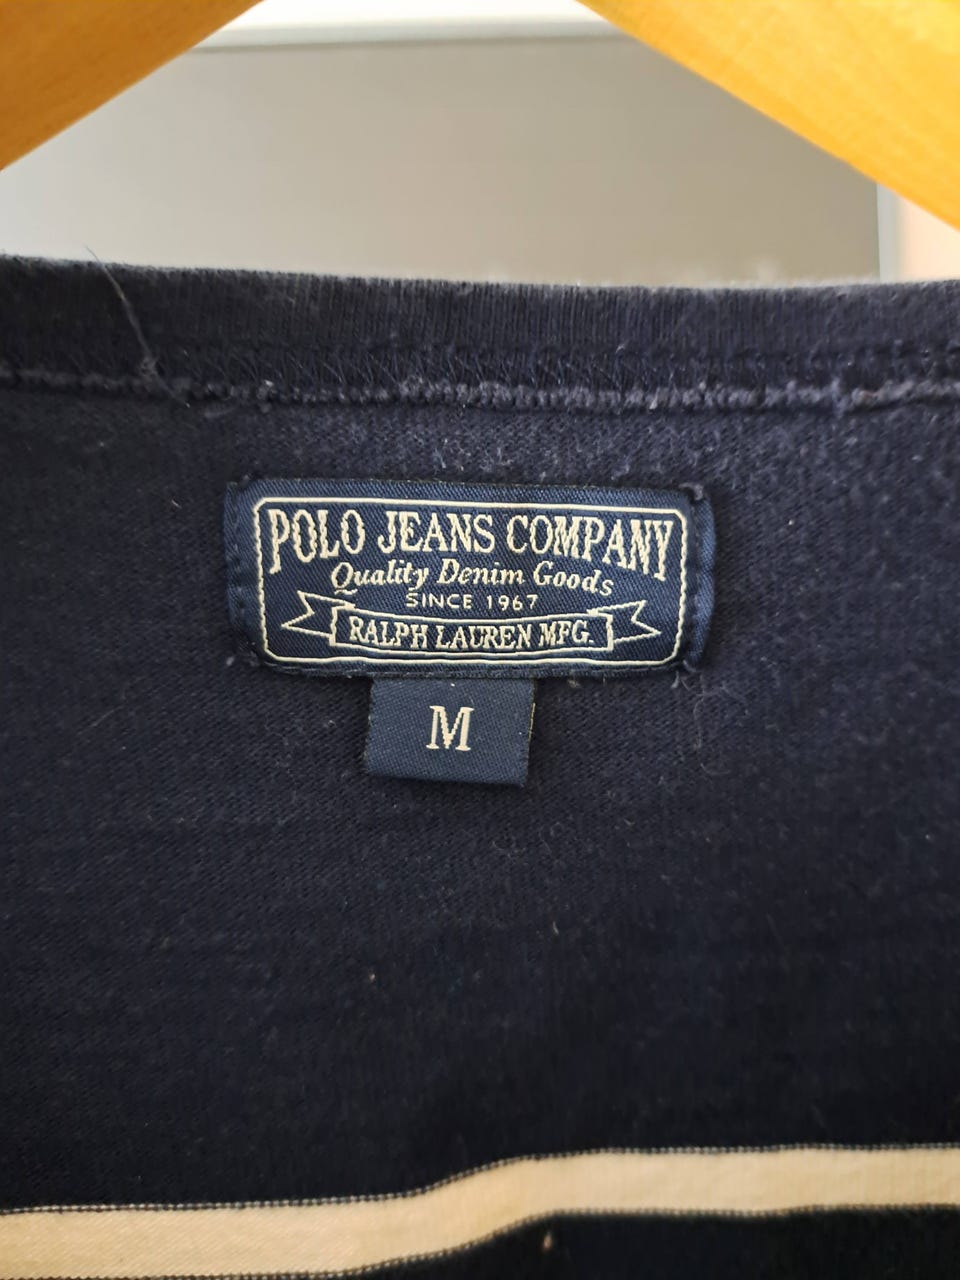 POLO JEANS COMPANY
Quality Denim Goods
SINCE 1967
RALPH LAUREN MFG.
M